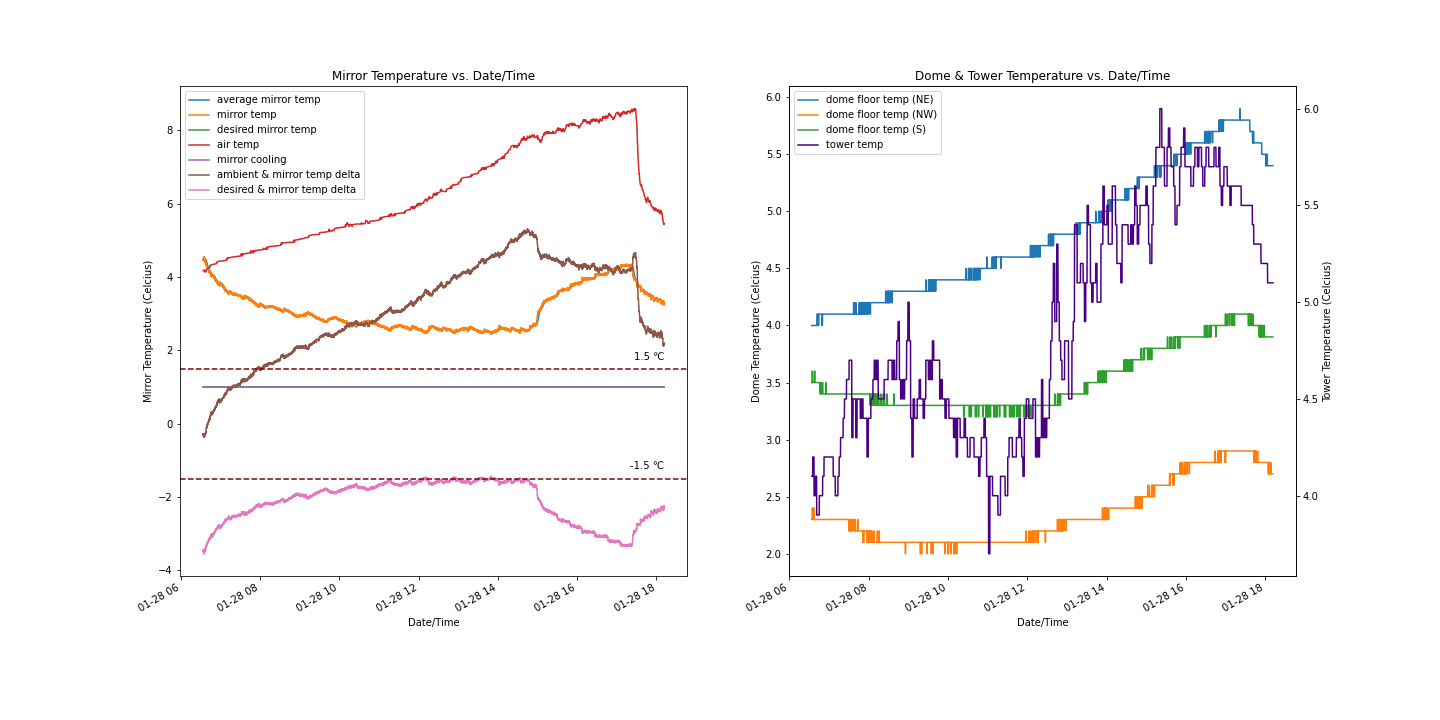 Mirror Temperature vs. Date/Time
average mirror temp
mirror temp
desired mirror temp
air temp
mirror cooling
ambient & mirror temp delta
desired & mirror temp delta
8
6
4
2
0
−2
−4
Mirror Temperature (Celcius)
1.5 °C
-1.5 °C
01-28 06
01-28 08
01-28 10
01-28 12
01-28 14
01-28 16
01-28 18
Date/Time
Dome & Tower Temperature vs. Date/Time
dome floor temp (NE)
dome floor temp (NW)
dome floor temp (S)
tower temp
6.0
5.5
5.0
4.5
4.0
3.5
3.0
2.5
2.0
Dome Temperature (Celcius)
6.0
5.5
5.0
4.5
4.0
Tower Temperature (Celcius)
01-28 06
01-28 08
01-28 10
01-28 12
01-28 14
01-28 16
01-28 18
Date/Time